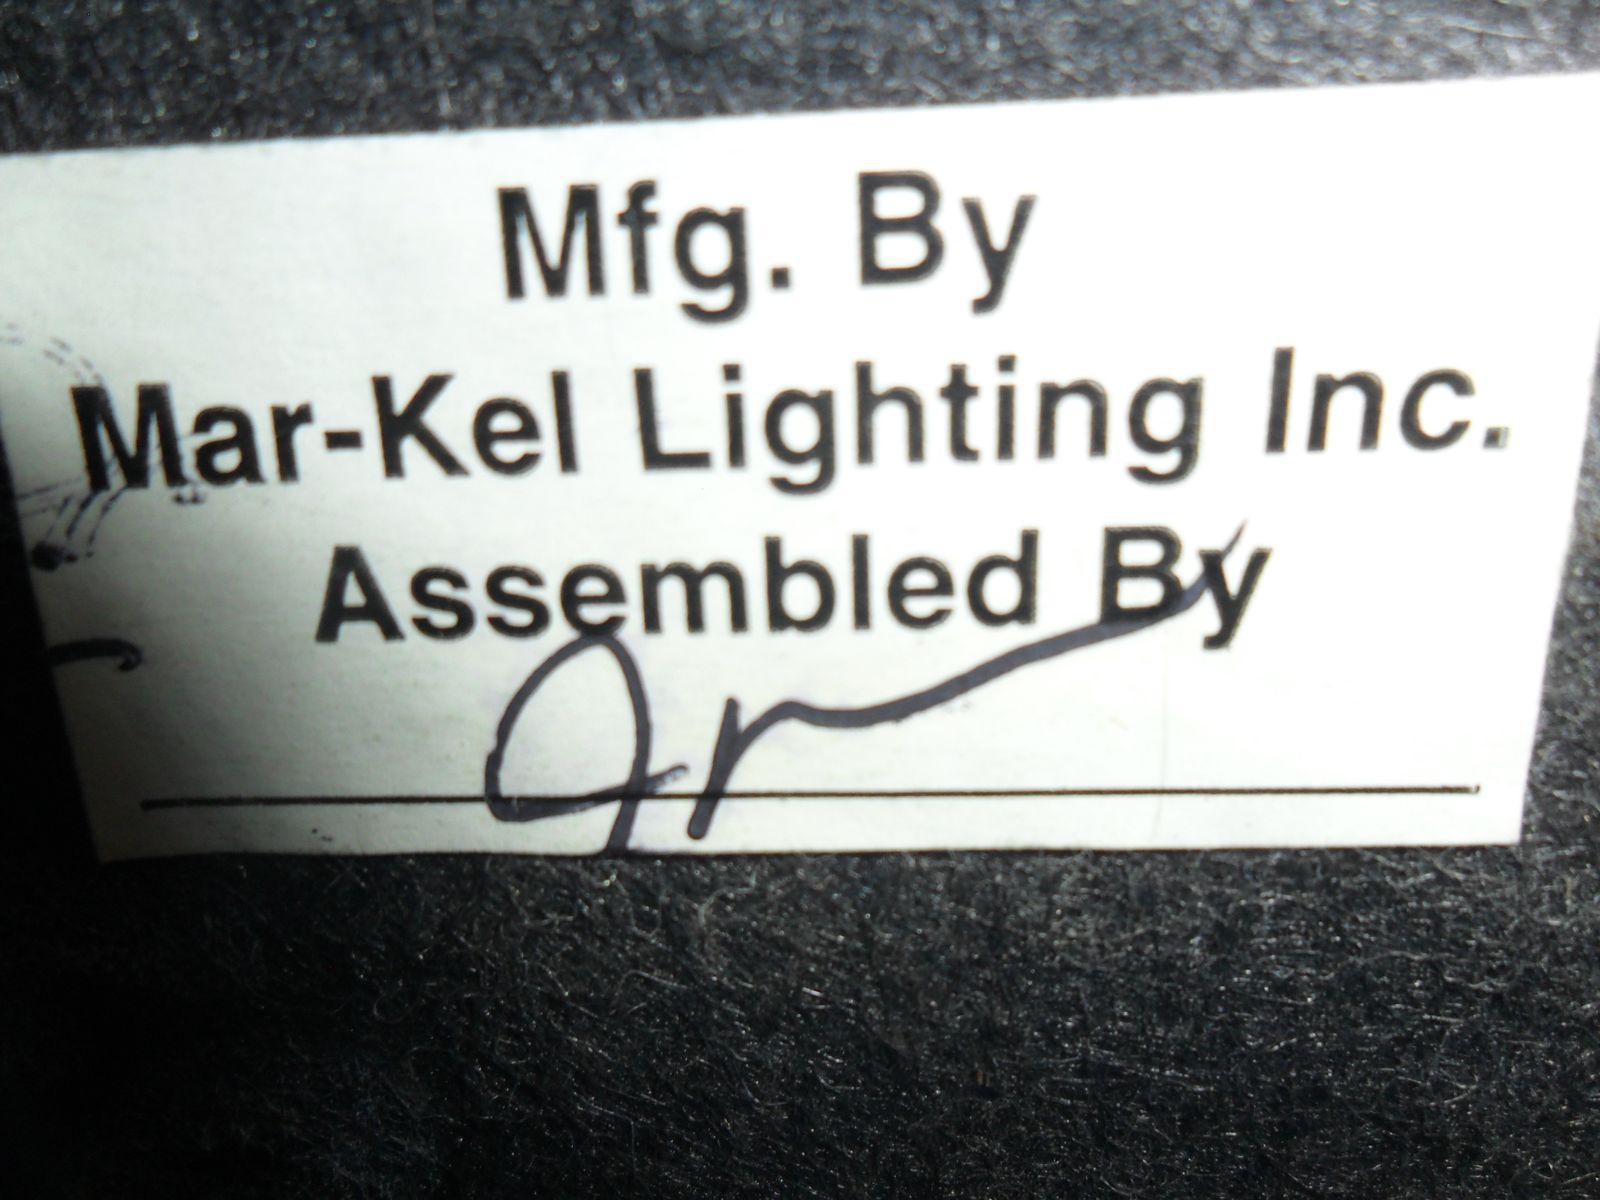 Mfg. By
Mar-Kel Lighting Inc.
Assembled By